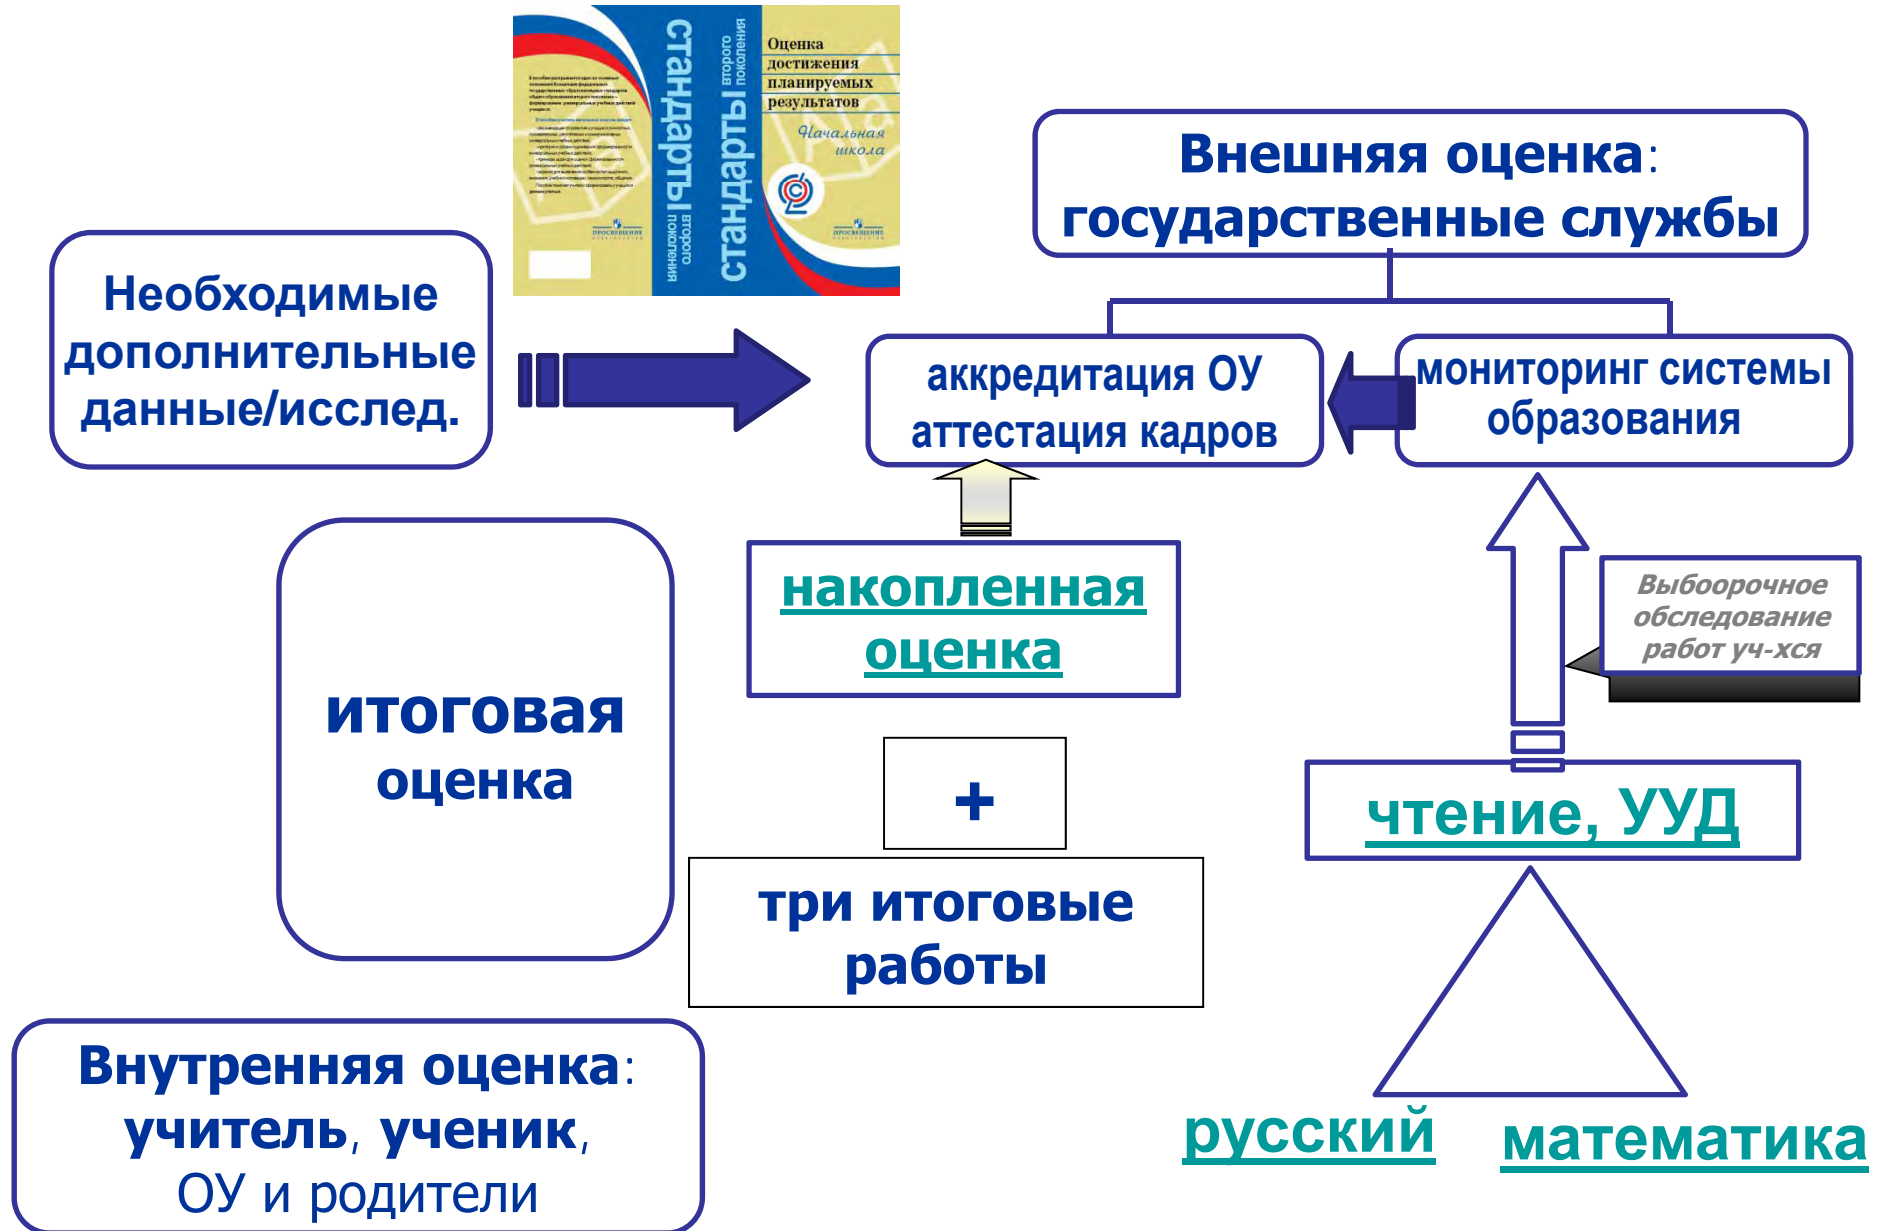 стандарты
второго
поколения
стандарты
второго
поколения
Оценка
достижения
планируемых
результатов
Начальная
школа
ПРОСВЕЩЕНИЕ
ПРОСВЕЩЕНИЕ
Внешняя оценка:
государственные службы
Необходимые
дополнительные
данные/исслед.
аккредитация ОУ
аттестация кадров
мониторинг системы
образования
накопленная
оценка
Выбоорочное
обследование
работ уч-хся
итоговая
оценка
+
чтение, УУД
три итоговые
работы
Внутренняя оценка:
учитель, ученик,
ОУ и родители
русский
математика